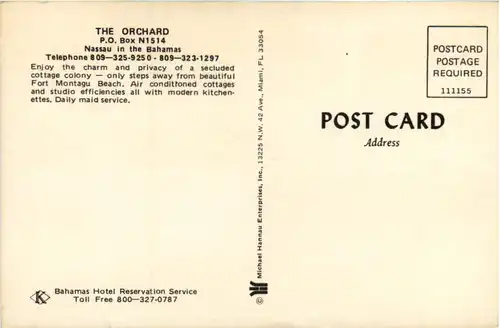 THE ORCHARD
P.O. Box N1514
Nassau in the Bahamas
Telephone 809—325-9250 - 809—323-1297
Enjoy the charm and privacy of a secluded
cottage colony — only steps away from beautiful
Fort Montagu Beach. Air conditfoned cottages
and studio efficiencies all with modern kitchen-
ettes. Daily maid service.
Bahamas Hotel Reservation Service
Toll Free 800—327-0787
K
© Michael Hannau Enterprises, Inc., 13225 N.W. 42 Ave., Miami, FL 33054
POSTCARD
POSTAGE
REQUIRED
111155
POST CARD
Address